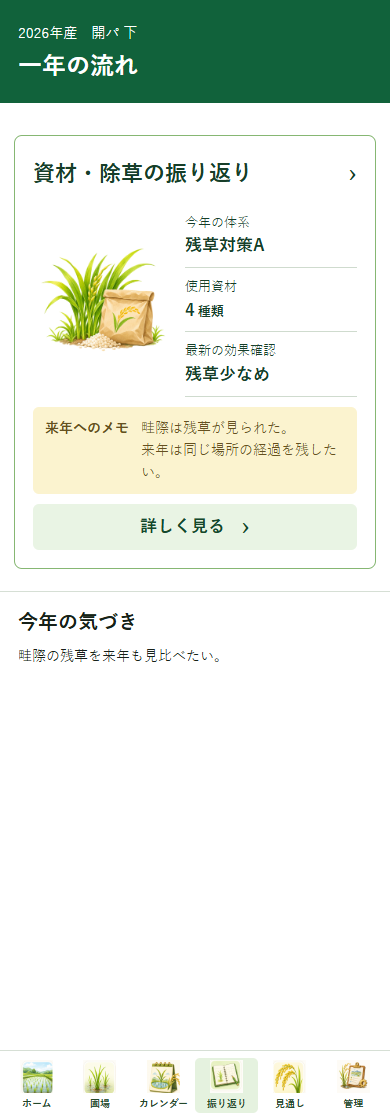 2026年産　開パ 下
一年の流れ
資材・除草の振り返り ›
今年の体系
残草対策A
使用資材
4 種類
最新の効果確認
残草少なめ
来年へのメモ 畦際は残草が見られた。
来年は同じ場所の経過を残した
い。
詳しく見る ›
今年の気づき
畦際の残草を来年も見比べたい。
ホーム 圃場 カレンダー 振り返り 見通し 管理